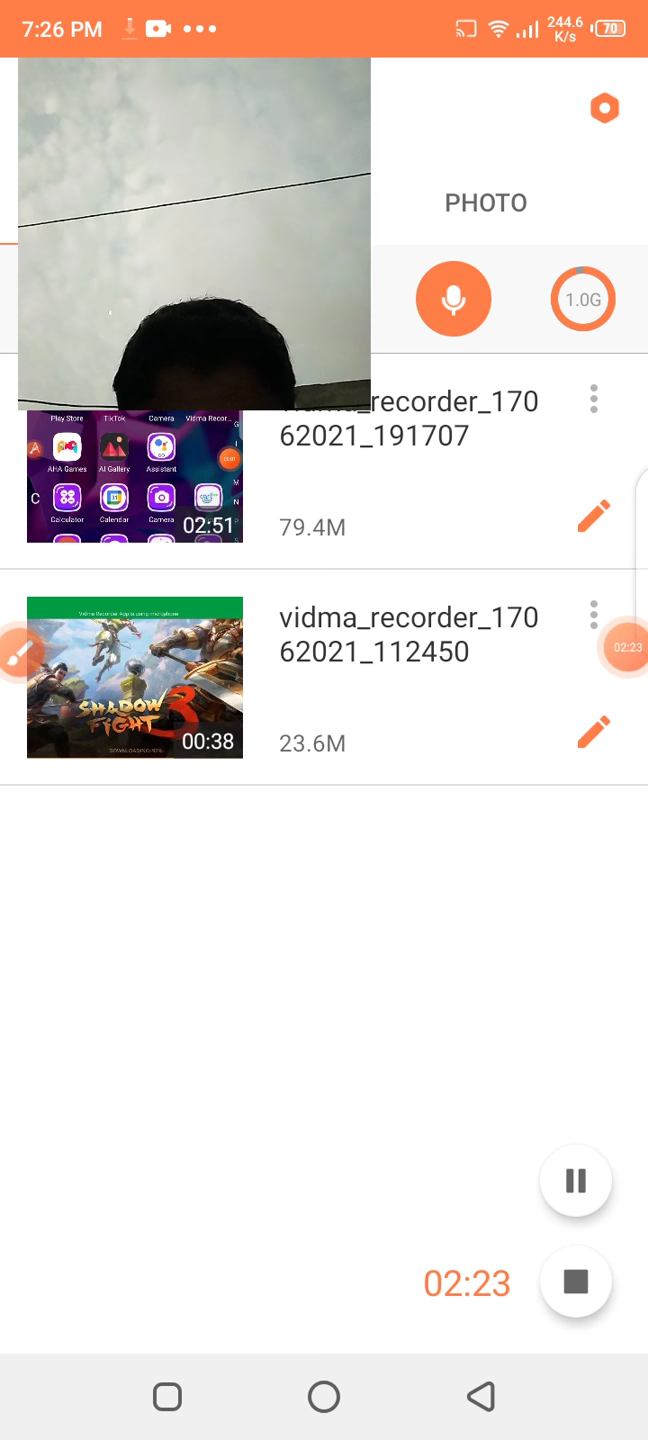 7:26 PM
244.6
K/s
70
PHOTO
1.0G
Play Store TikTok Camera Vidma Recor...
AHA Games AI Gallery Assistant
C
Calculator Calendar Camera
02:51
vidma_recorder_170
62021_191707
79.4M
Vidma Recorder App is using microphone
SHADOW
FIGHT 3
00:38
vidma_recorder_170
62021_112450
23.6M
02:23
02:23